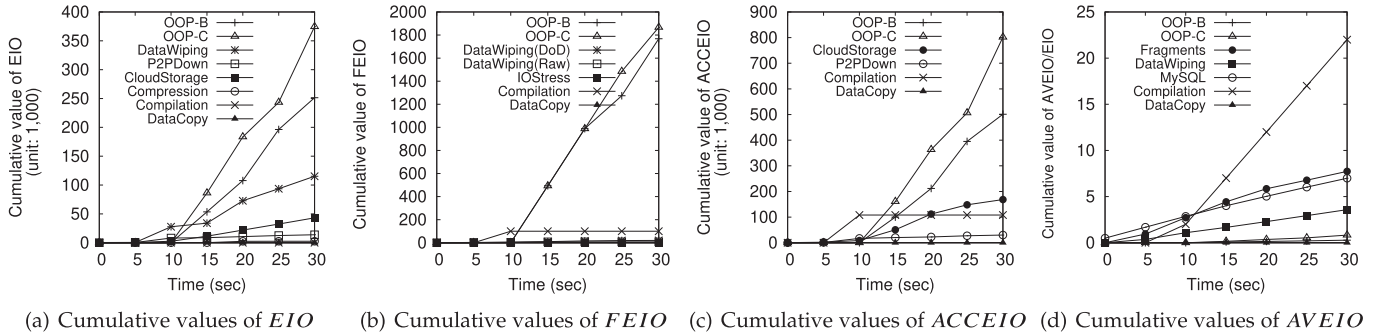 Cumulative value of EIO
(unit: 1,000)
400
350
300
250
200
150
100
50
0
OOP-B
OOP-C
DataWiping
P2PDown
CloudStorage
Compression
Compilation
DataCopy
0 5 10 15 20 25 30
Time (sec)
(a) Cumulative values of EIO
Cumulative value of FEIO
2000
1800
1600
1400
1200
1000
800
600
400
200
0
OOP-B
OOP-C
DataWiping(DoD)
DataWiping(Raw)
IOStress
Compilation
DataCopy
0 5 10 15 20 25 30
Time (sec)
(b) Cumulative values of FEIO
Cumulative value of ACCEIO
(unit: 1,000)
900
800
700
600
500
400
300
200
100
0
OOP-B
OOP-C
CloudStorage
P2PDown
Compilation
DataCopy
0 5 10 15 20 25 30
Time (sec)
(c) Cumulative values of ACCEIO
Cumulative value of AVEIO/EIO
25
20
15
10
5
0
OOP-B
OOP-C
Fragments
DataWiping
MySQL
Compilation
DataCopy
0 5 10 15 20 25 30
Time (sec)
(d) Cumulative values of AVEIO